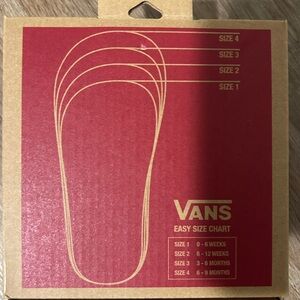 SIZE 4
SIZE 3
SIZE 2
SIZE 1
VANS
EASY SIZE CHART
SIZE 1 0 - 6 WEEKS
SIZE 2 6 - 12 WEEKS
SIZE 3 3 - 6 MONTHS
SIZE 4 6 - 9 MONTHS